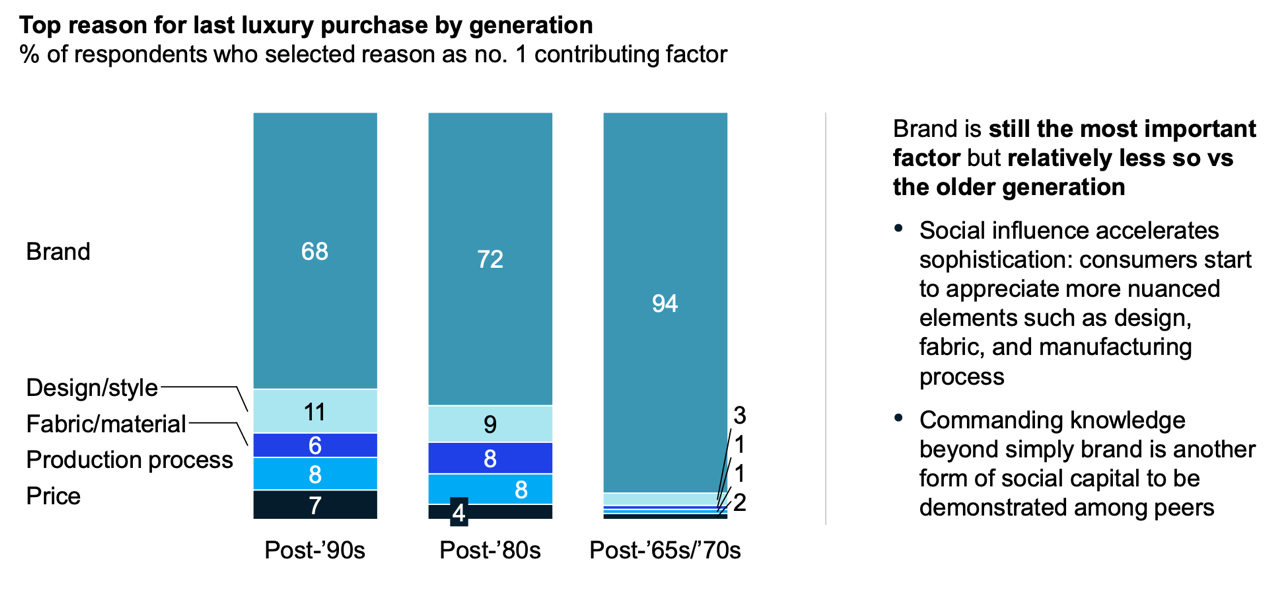 Top reason for last luxury purchase by generation
% of respondents who selected reason as no. 1 contributing factor
Brand
Design/style
Fabric/material
Production process
Price
68
11
6
8
7
Post-’90s
72
9
8
8
4
Post-’80s
94
3
1
1
2
Post-’65s/’70s
Brand is still the most important
factor but relatively less so vs
the older generation
• Social influence accelerates
sophistication: consumers start
to appreciate more nuanced
elements such as design,
fabric, and manufacturing
process
• Commanding knowledge
beyond simply brand is another
form of social capital to be
demonstrated among peers